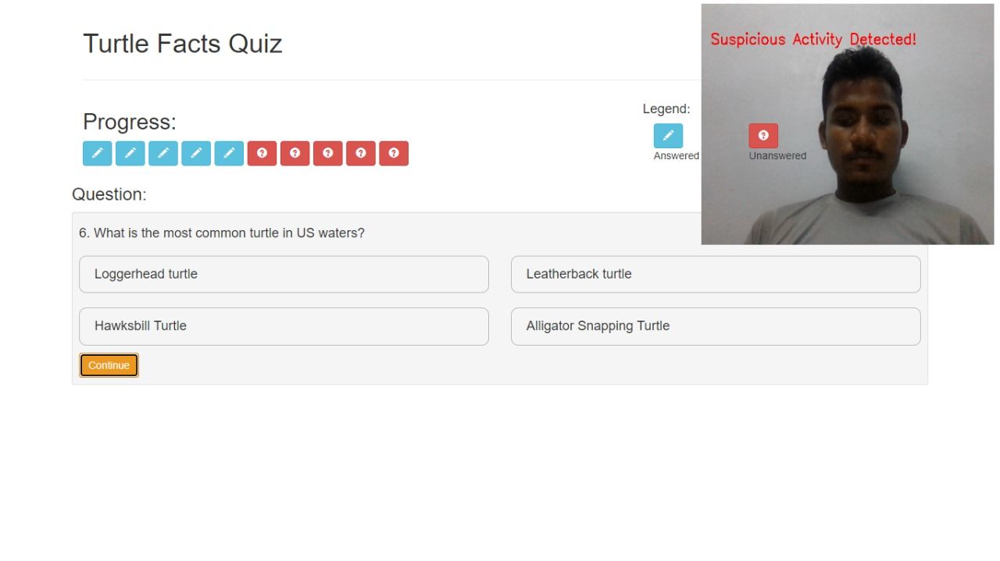 Turtle Facts Quiz
Suspicious Activity Detected!
Legend:
Progress:
Answered
Unanswered
Question:
6. What is the most common turtle in US waters?
Loggerhead turtle
Leatherback turtle
Hawksbill Turtle
Alligator Snapping Turtle
Continue